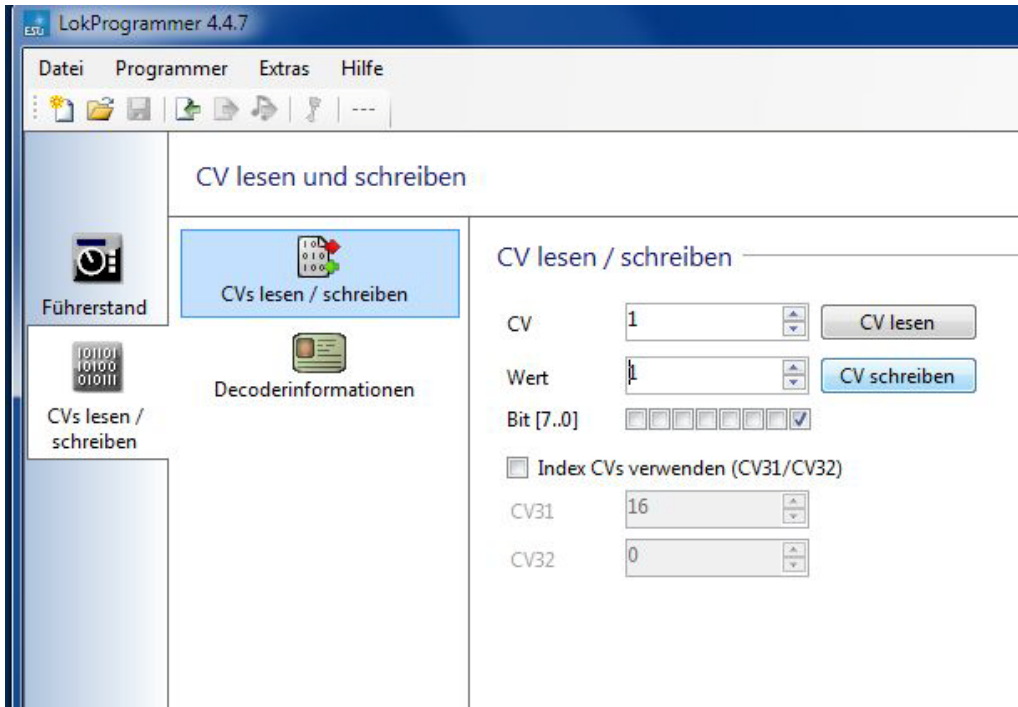 ESU LokProgrammer 4.4.7
Datei Programmer Extras Hilfe
---
CV lesen und schreiben
Führerstand
CVs lesen /
schreiben
CVs lesen / schreiben
Decoderinformationen
CV lesen / schreiben
CV 1 CV lesen
Wert 1 CV schreiben
Bit [7..0]
Index CVs verwenden (CV31/CV32)
CV31 16
CV32 0